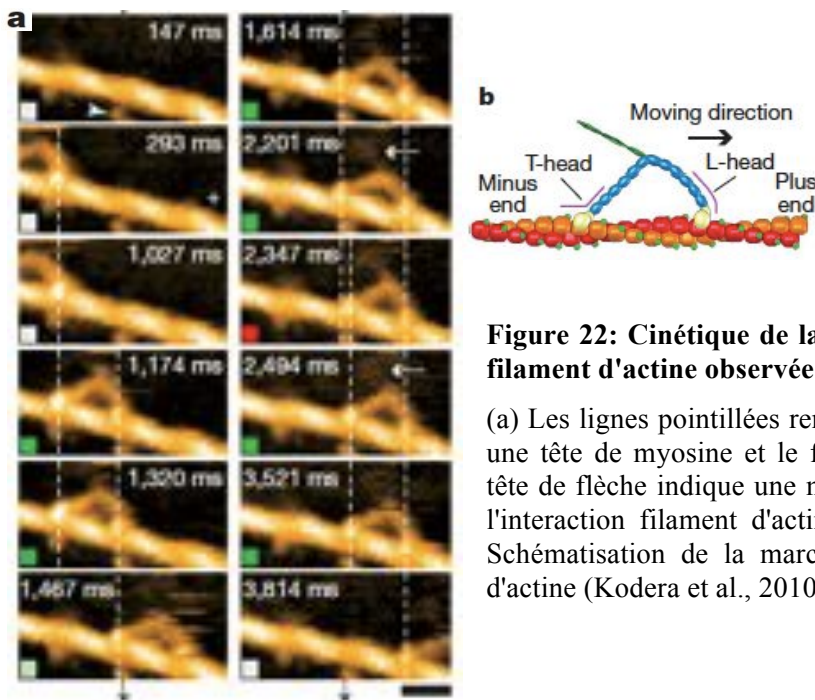 a
147 ms
293 ms
1,027 ms
1,174 ms
1,320 ms
1,467 ms
1,614 ms
2,201 ms
2,347 ms
2,494 ms
3,521 ms
3,814 ms
b
Moving direction
T-head
L-head
Minus
end
Plus
end
Figure 22: Cinétique de la
filament d'actine observée
(a) Les lignes pointillées
une tête de myosine et le
tête de flèche indique une
l'interaction filament
Schématisation de la
d'actine (Kodera et al., 2010